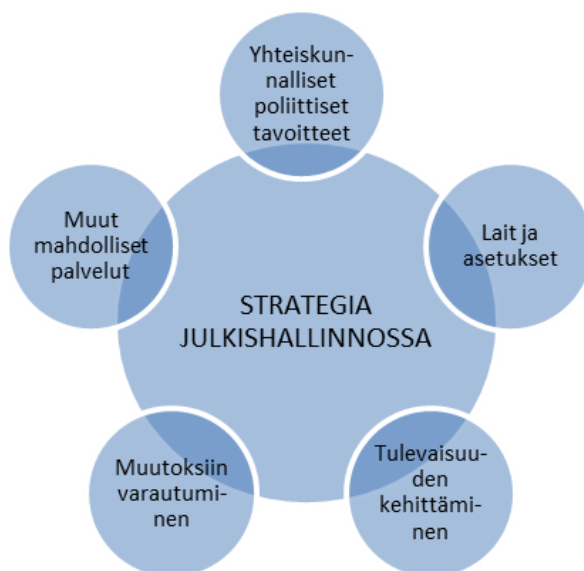 Yhteiskun-
nalliset
poliittiset
tavoitteet
Muut
mahdolliset
palvelut
Lait ja
asetukset
STRATEGIA
JULKISHALLINNOSSA
Muutoksiin
varautumi-
nen
Tulevaisuu-
den
kehittämi-
nen